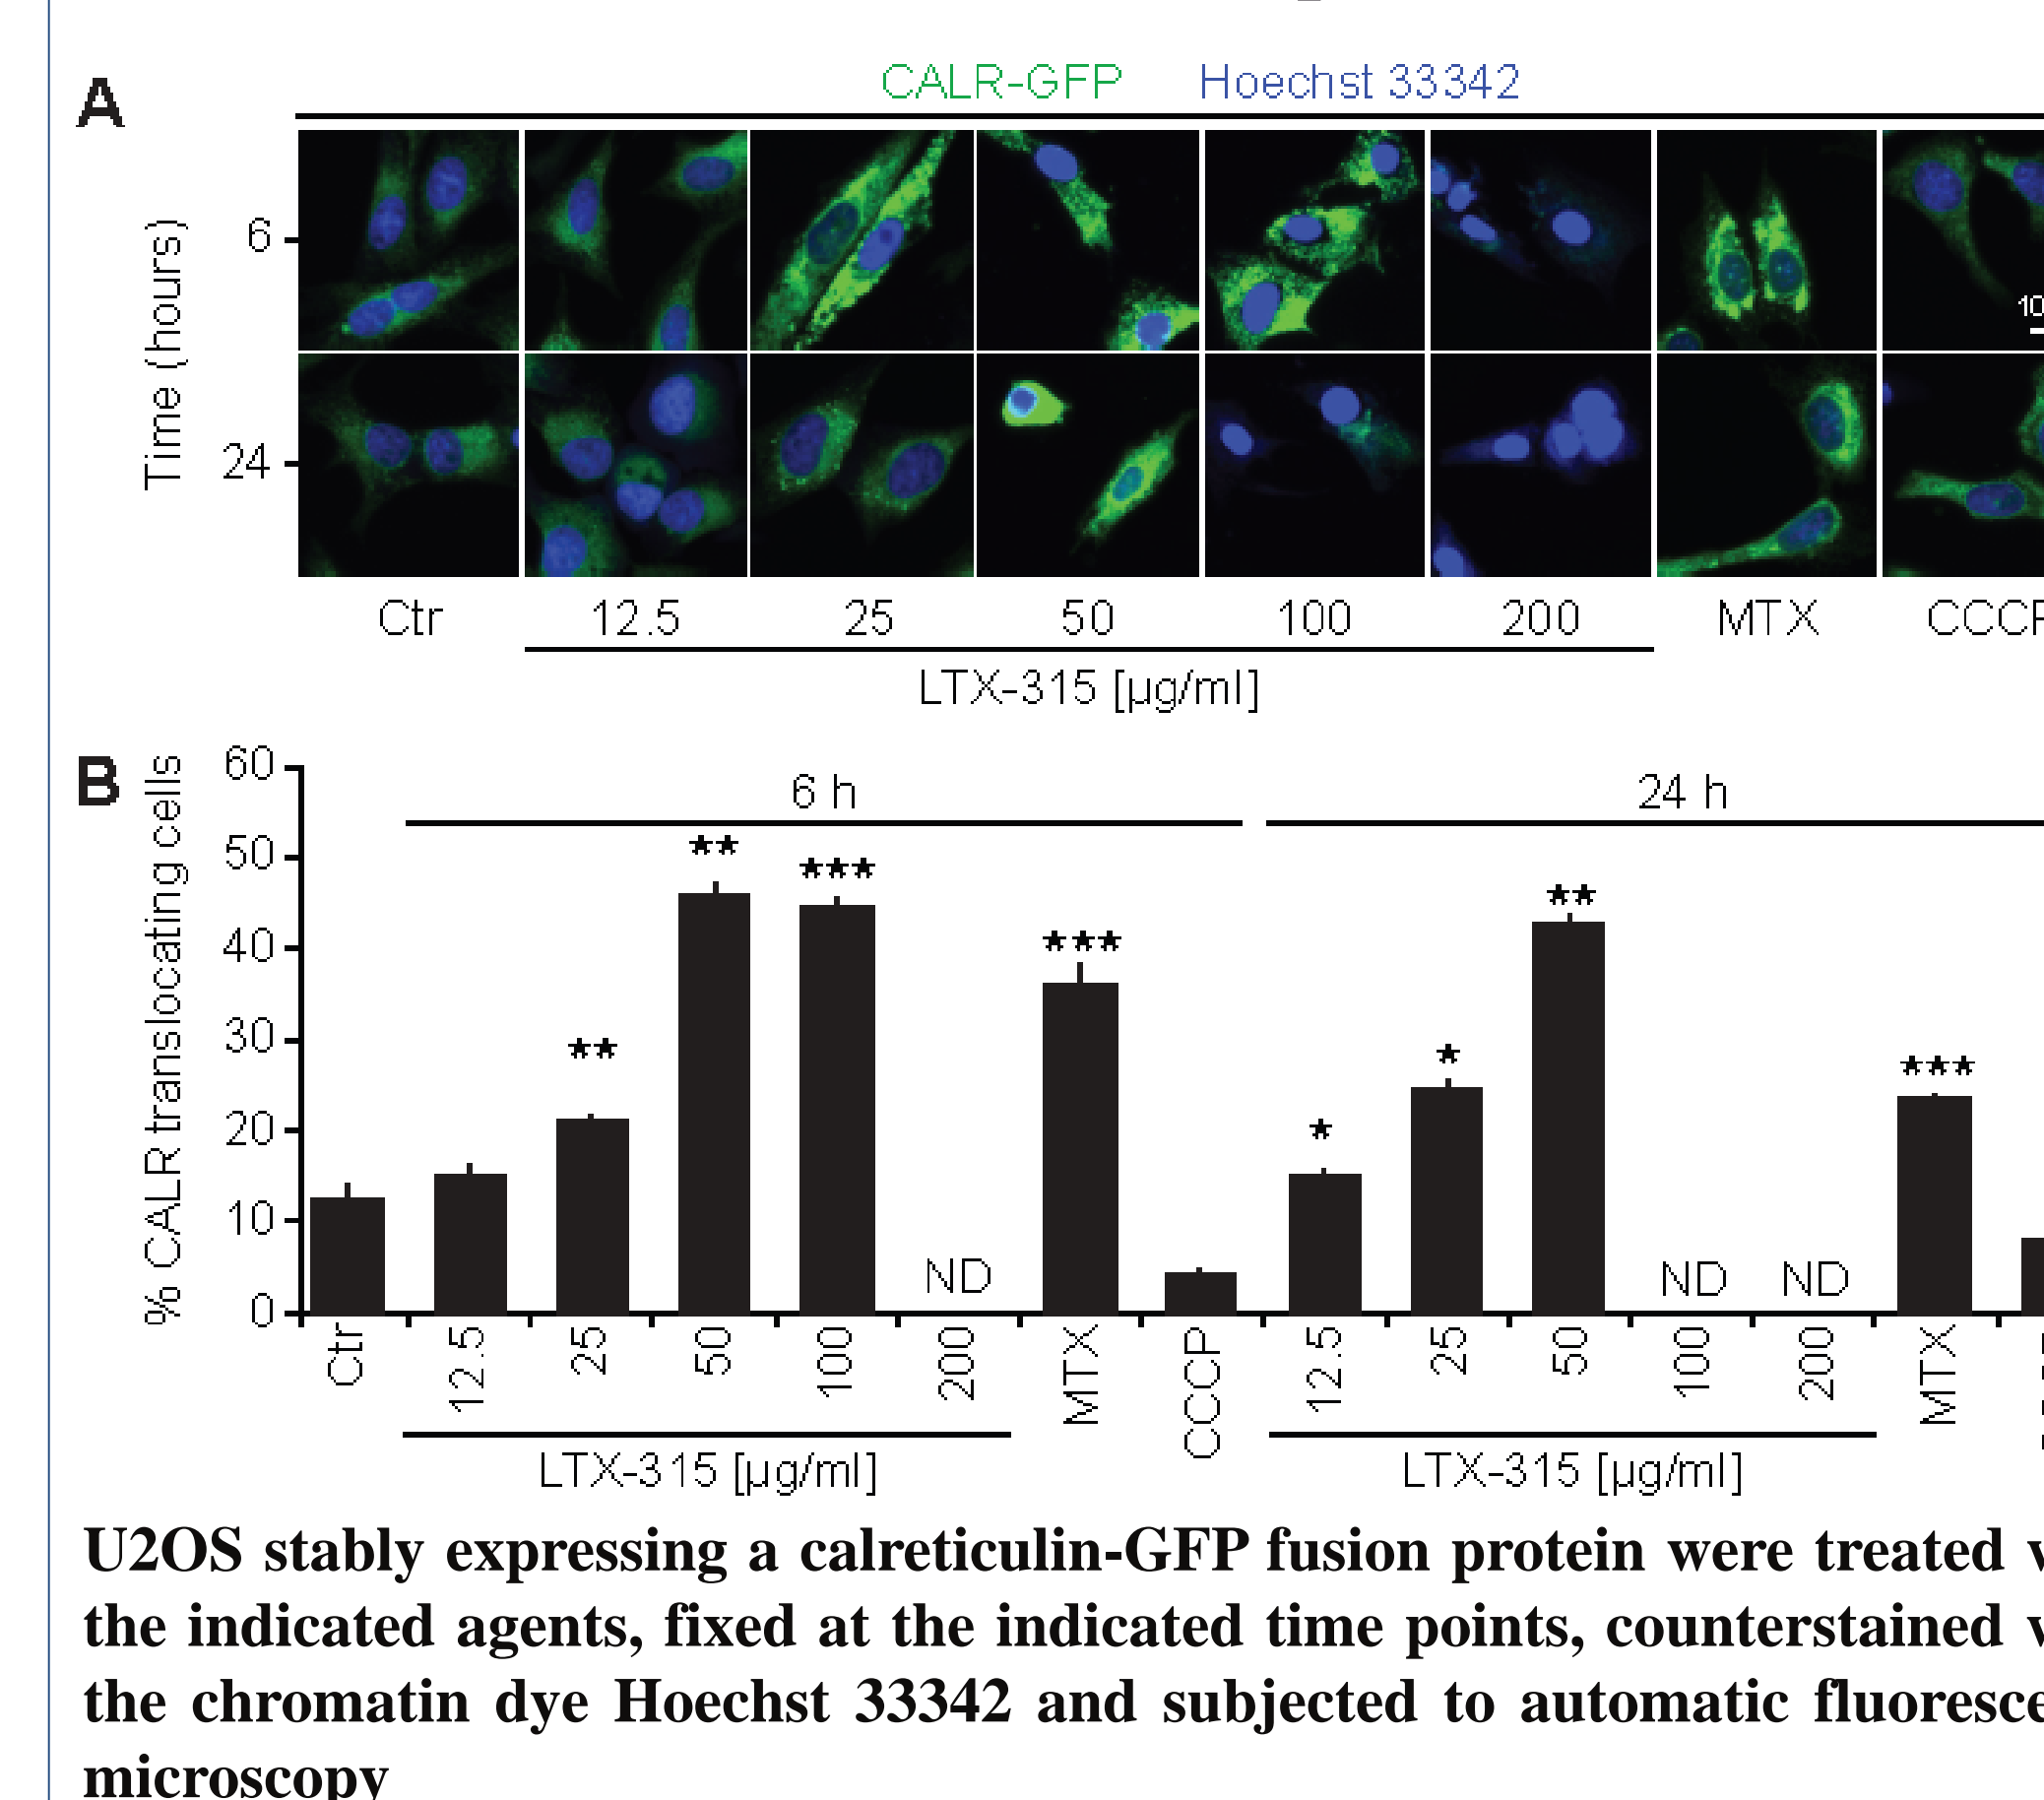 A
CALR-GFP Hoechst 33342
Time (hours)
6
10
24
Ctr 12.5 25 50 100 200 MTX
LTX-315 [µg/ml]
B
% CALR translocating cells
60
50
40
30
20
10
0
6 h 24 h
** *** *** ** ** * * ***
ND ND ND
Ctr 12.5 25 50 100 200 MTX CCCP 12.5 25 50 100 200 MTX
LTX-315 [µg/ml] LTX-315 [µg/ml]
U2OS stably expressing a calreticulin-GFP fusion protein were treated
the indicated agents, fixed at the indicated time points, counterstained
the chromatin dye Hoechst 33342 and subjected to automatic
microscopy